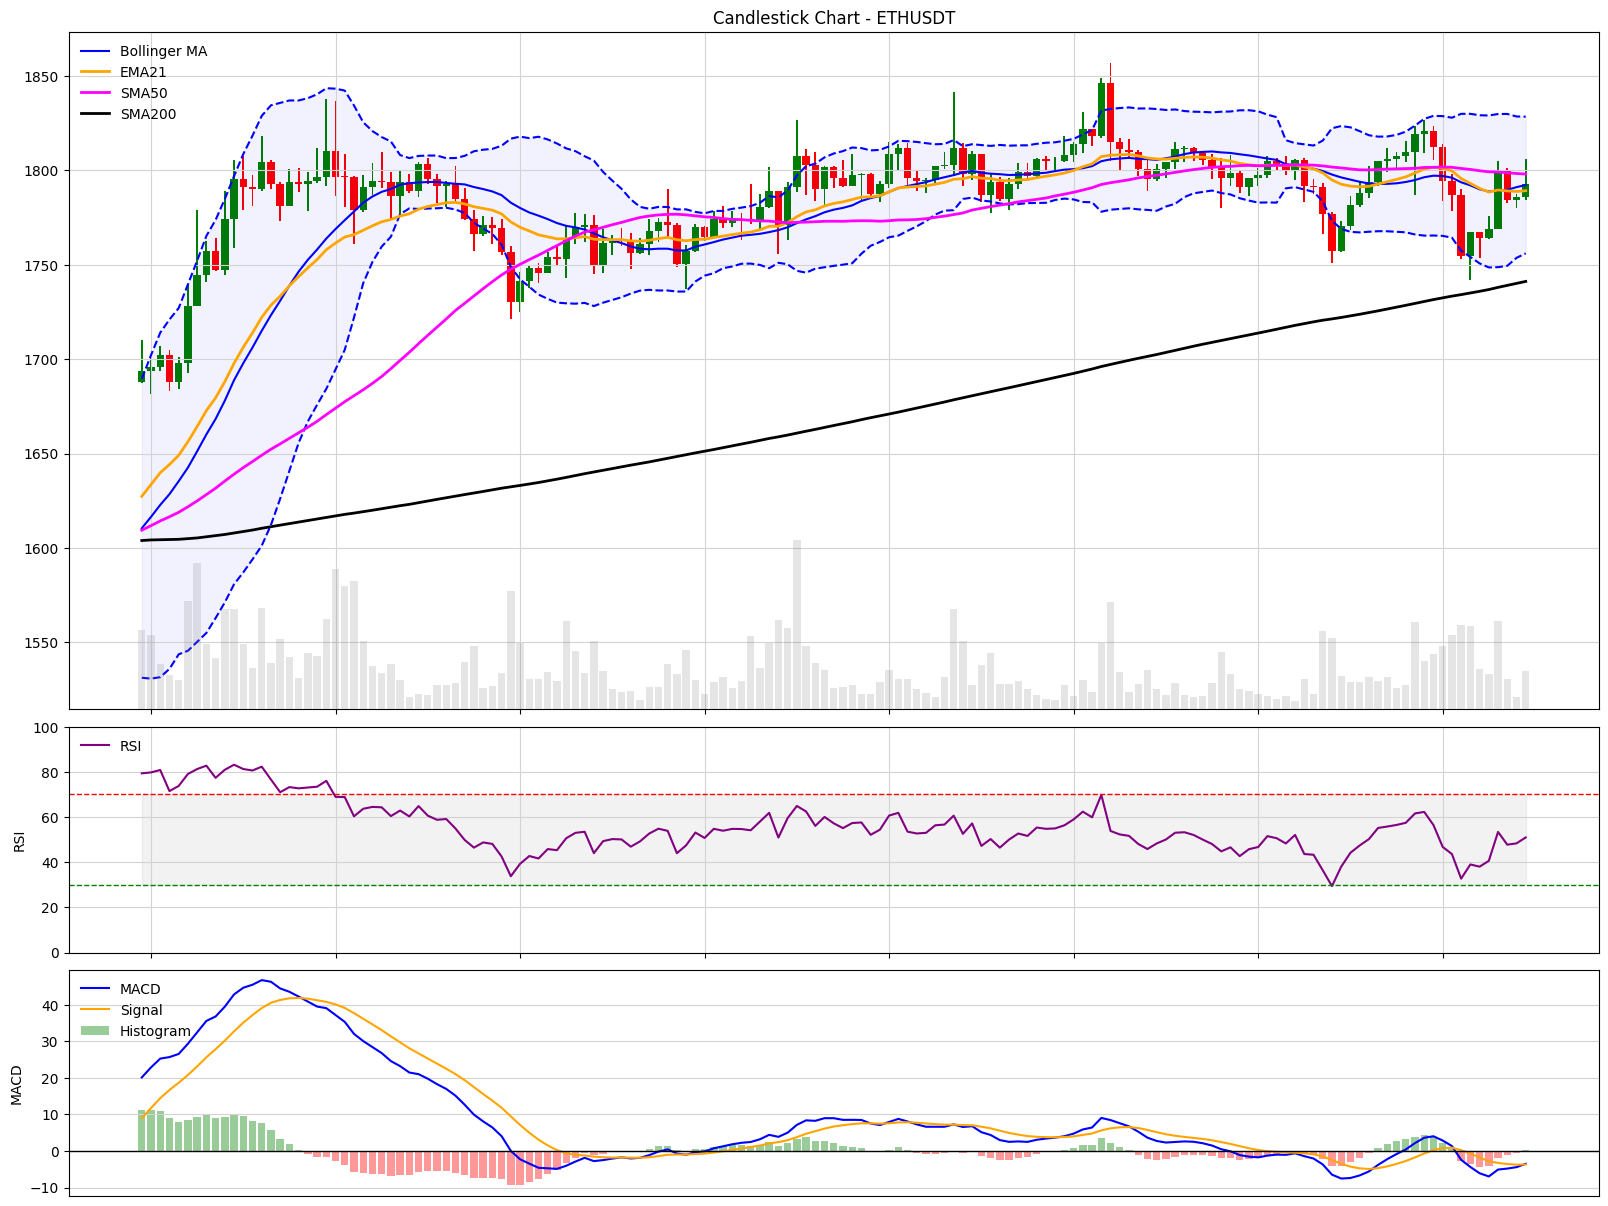 Candlestick Chart - ETHUSDT
Bollinger MA
EMA21
SMA50
SMA200
1850
1800
1750
1700
1650
1600
1550
RSI
100
80
60
40
20
0
RSI
MACD
Signal
Histogram
40
30
20
10
0
−10
MACD